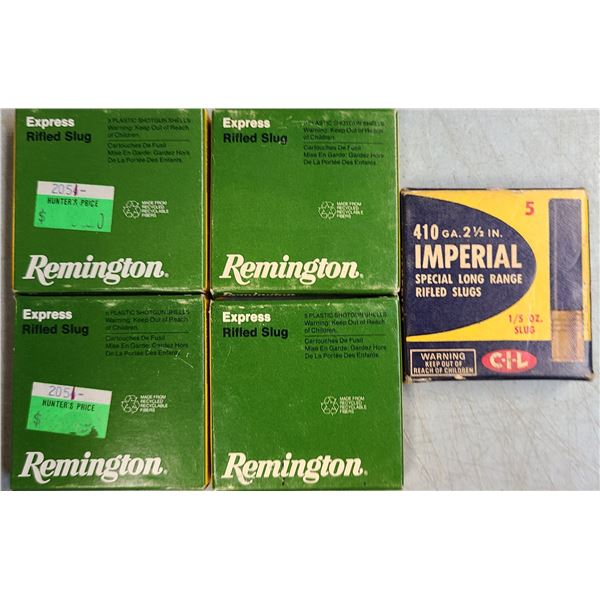 Express
Rifled Slug
5 PLASTIC SHOTGUN SHELLS
Warning: Keep Out of Reach
of Children.
Cartouches De Fusil
Mise En Garde: Gardez Hors
De La Portée Des Enfants.
2051-
HUNTER'S PRICE
$
MADE FROM
RECYCLED
RECYCLABLE
FIBERS
Remington®
Express
Rifled Slug
PLASTIC SHOTGUN SHELLS
Warning: Keep Out of Reach
of Children.
Cartouches De Fusil
Mise En Garde: Gardez Hors
De La Portée Des Enfants.
MADE FROM
RECYCLED
RECYCLABLE
FIBERS
Remington®
5
410 GA. 2½ IN.
IMPERIAL
SPECIAL LONG RANGE
RIFLED SLUGS
1/5 OZ.
SLUG
WARNING
KEEP OUT OF
REACH OF CHILDREN
C-I-L
Express
Rifled Slug
5 PLASTIC SHOTGUN SHELLS
Warning: Keep Out of Reach
of Children.
Cartouches De Fusil
Mise En Garde: Gardez Hors
De La Portée Des Enfants.
2051-
HUNTER'S PRICE
$
MADE FROM
RECYCLED
RECYCLABLE
FIBERS
Remington®
Express
Rifled Slug
5 PLASTIC SHOTGUN SHELLS
Warning: Keep Out of Reach
of Children.
Cartouches De Fusil
Mise En Garde: Gardez Hors
De La Portée Des Enfants.
MADE FROM
RECYCLED
RECYCLABLE
FIBERS
Remington®